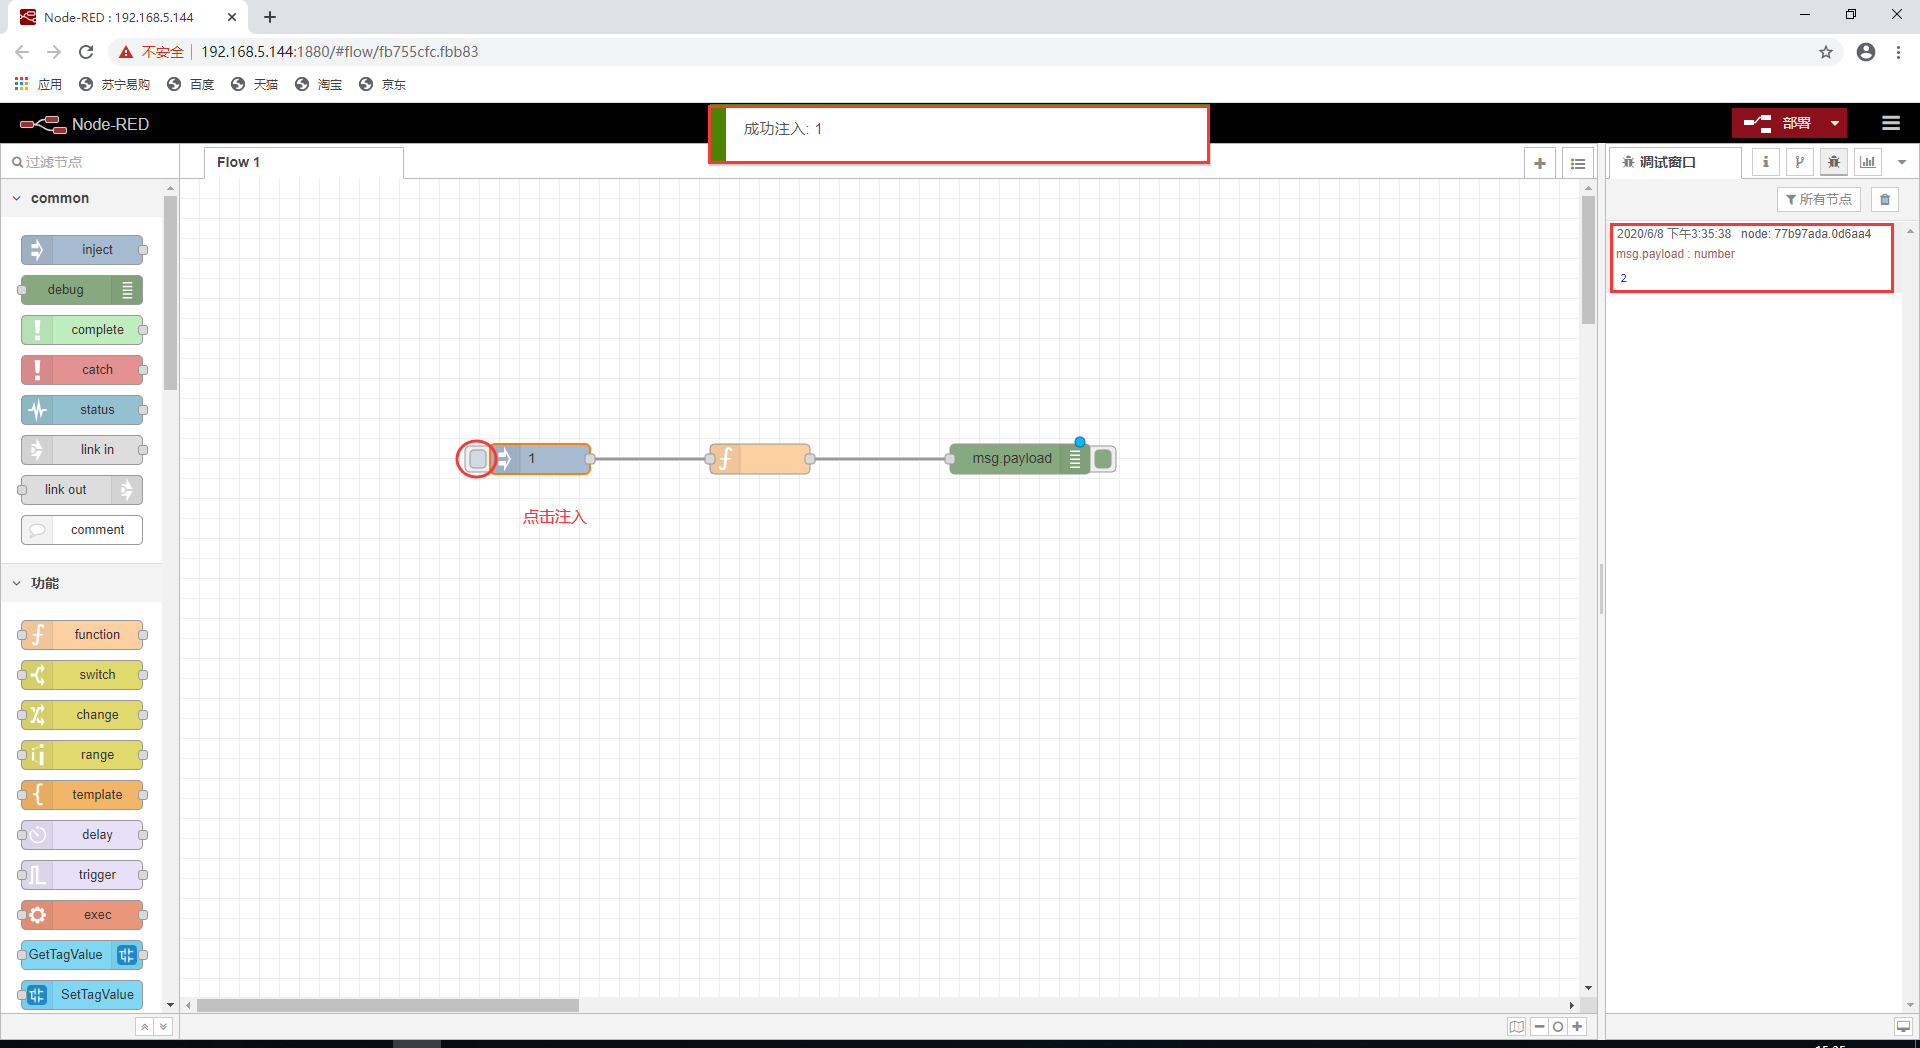 Node-RED : 192.168.5.144
不安全
192.168.5.144:1880/#flow/fb755cfc.fbb83
应用
苏宁易购
百度
天猫
淘宝
京东
Node-RED
成功注入: 1
部署
过滤节点
Flow 1
调试窗口
所有节点
common
inject
debug
complete
catch
status
link in
link out
comment
功能
function
switch
change
range
template
delay
trigger
exec
GetTagValue
SetTagValue
1
msg.payload
点击注入
2020/6/8 下午3:35:38 node: 77b97ada.0d6aa4
msg.payload : number
2